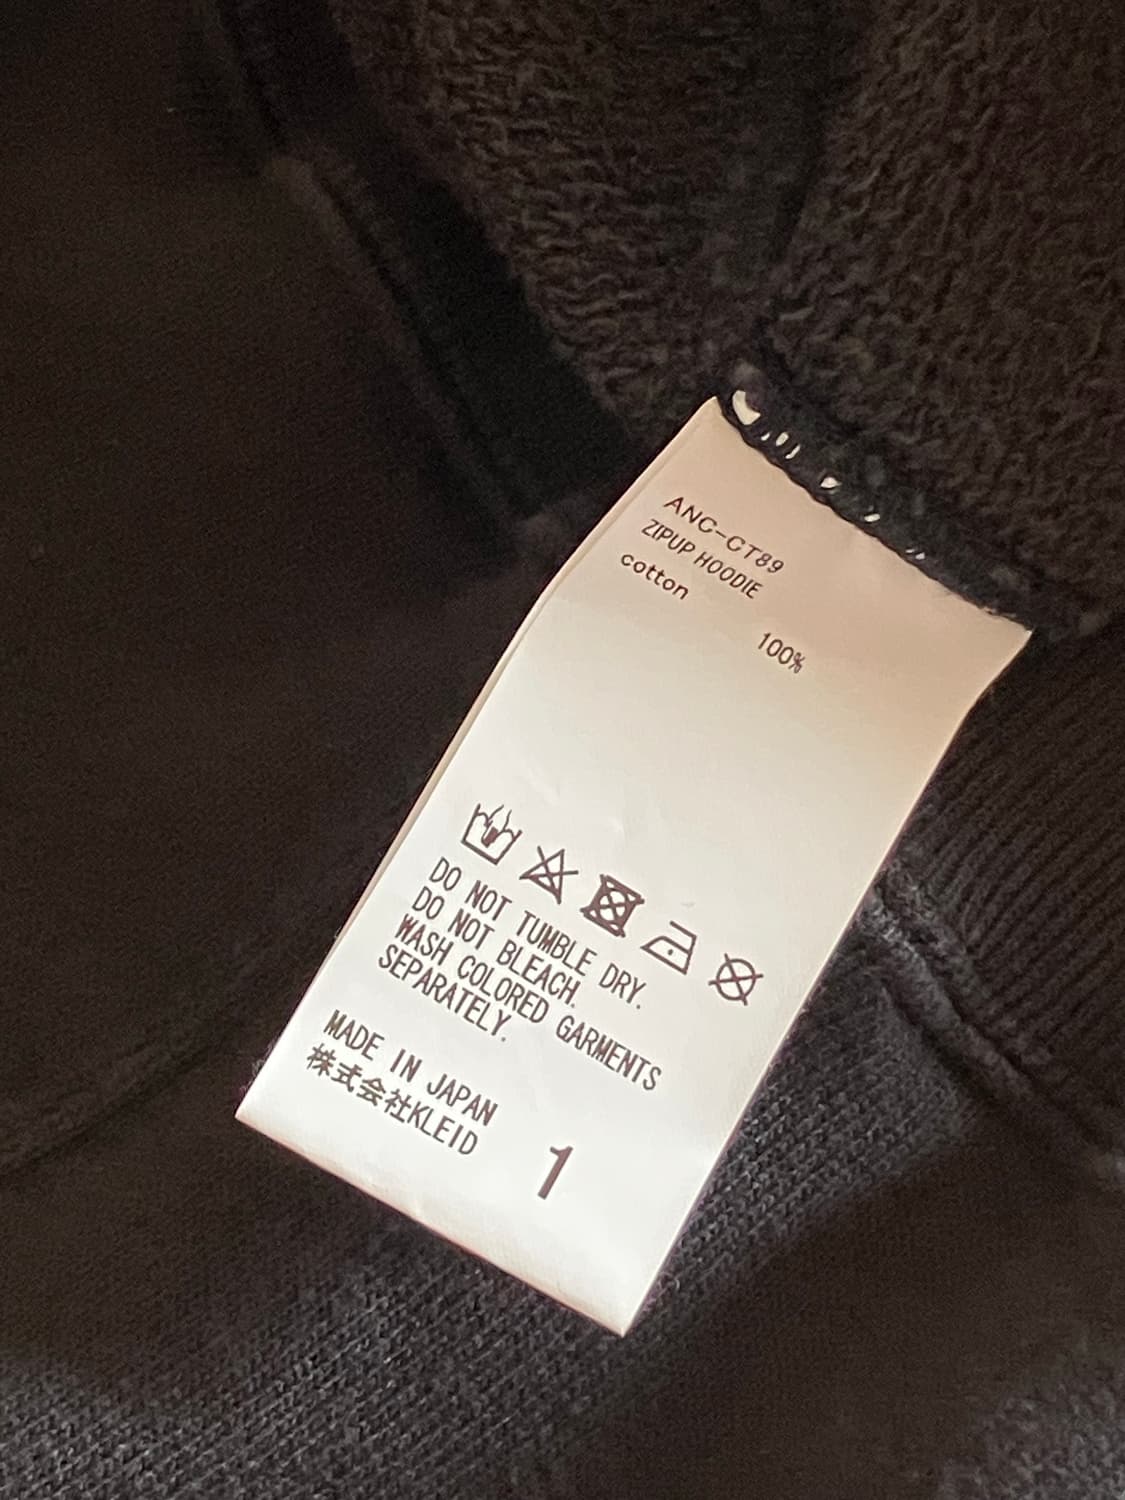 ANC-CT89
ZIPUP HOODIE
cotton
100%
DO NOT TUMBLE DRY.
DO NOT BLEACH.
WASH COLORED GARMENTS
SEPARATELY.
MADE IN JAPAN
株式会社KLEID
1